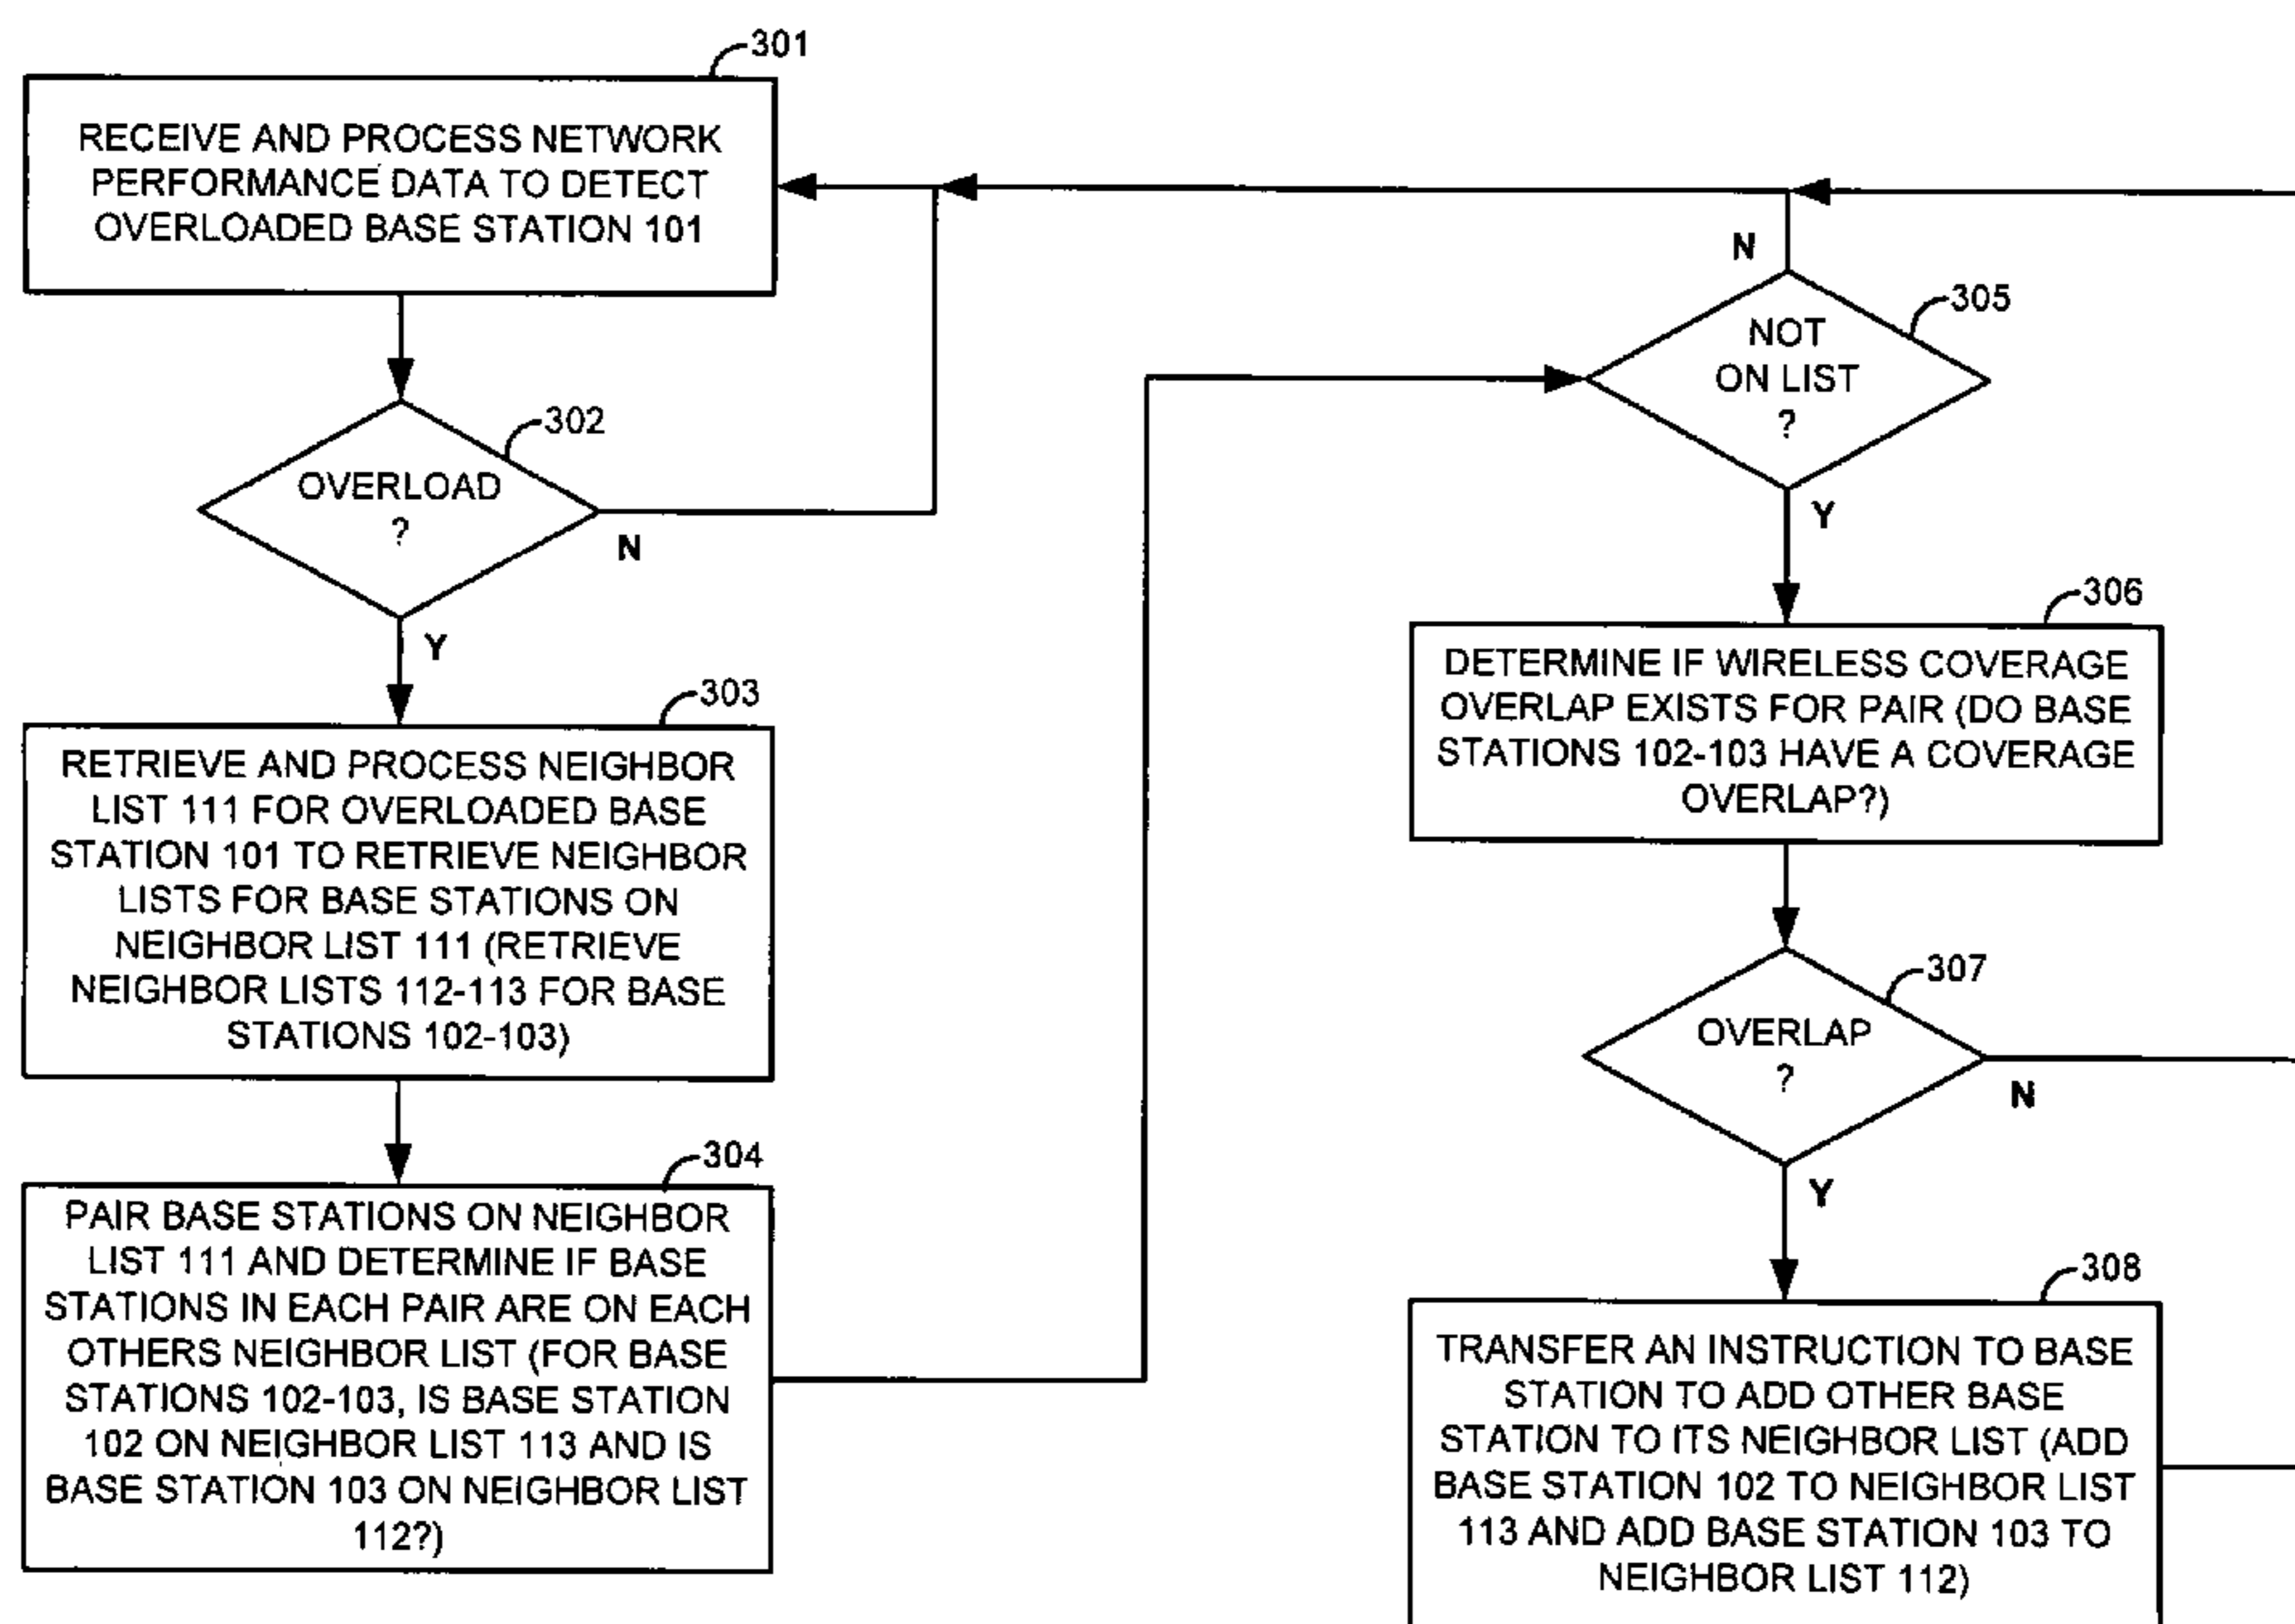 301
RECEIVE AND PROCESS NETWORK
PERFORMANCE DATA TO DETECT
OVERLOADED BASE STATION 101
302
OVERLOAD
?
N
Y
303
RETRIEVE AND PROCESS NEIGHBOR
LIST 111 FOR OVERLOADED BASE
STATION 101 TO RETRIEVE NEIGHBOR
LISTS FOR BASE STATIONS ON
NEIGHBOR LIST 111 (RETRIEVE
NEIGHBOR LISTS 112-113 FOR BASE
STATIONS 102-103)
304
PAIR BASE STATIONS ON NEIGHBOR
LIST 111 AND DETERMINE IF BASE
STATIONS IN EACH PAIR ARE ON EACH
OTHERS NEIGHBOR LIST (FOR BASE
STATIONS 102-103, IS BASE STATION
102 ON NEIGHBOR LIST 113 AND IS
BASE STATION 103 ON NEIGHBOR LIST
112?)
N
305
NOT
ON LIST
?
Y
306
DETERMINE IF WIRELESS COVERAGE
OVERLAP EXISTS FOR PAIR (DO BASE
STATIONS 102-103 HAVE A COVERAGE
OVERLAP?)
307
OVERLAP
?
N
Y
308
TRANSFER AN INSTRUCTION TO BASE
STATION TO ADD OTHER BASE
STATION TO ITS NEIGHBOR LIST (ADD
BASE STATION 102 TO NEIGHBOR LIST
113 AND ADD BASE STATION 103 TO
NEIGHBOR LIST 112)